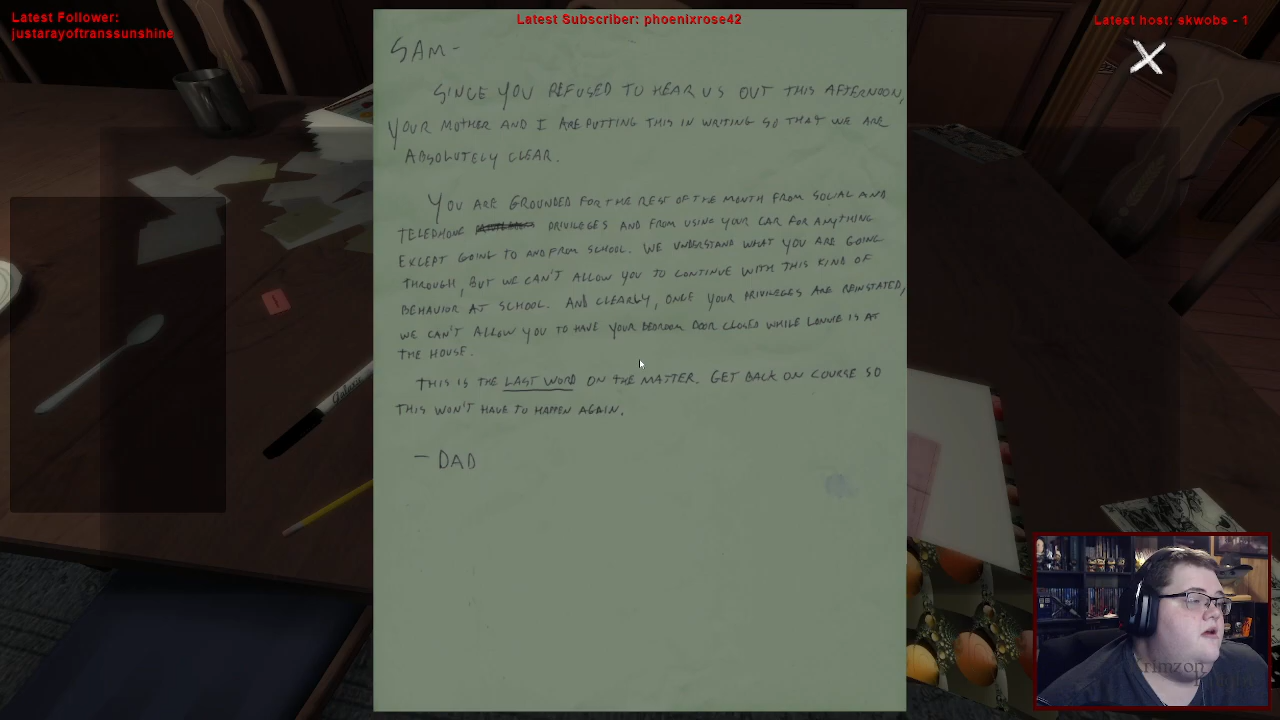 Latest Follower:
justarayoftranssunshine
Latest Subscriber: phoenixrose42
Latest host: skwobs - 1
SAM-
SINCE YOU REFUSED TO HEAR US OUT THIS AFTERNOON,
YOUR MOTHER AND I ARE PUTTING THIS IN WRITING SO THAT WE ARE
ABSOLUTELY CLEAR.
YOU ARE GROUNDED FOR THE REST OF THE MONTH FROM SOCIAL AND
TELEPHONE PRIVILEGES AND FROM USING YOUR CAR FOR ANYTHING
EXCEPT GOING TO AND FROM SCHOOL. WE UNDERSTAND WHAT YOU ARE GOING
THROUGH, BUT WE CAN'T ALLOW YOU TO CONTINUE WITH THIS KIND OF
BEHAVIOR AT SCHOOL. AND CLEARLY, ONCE YOUR PRIVILEGES ARE REINSTATED,
WE CAN'T ALLOW YOU TO HAVE YOUR BEDROOM DOOR CLOSED WHILE LONNIE IS AT
THE HOUSE.
THIS IS THE LAST WORD ON THE MATTER. GET BACK ON COURSE SO
THIS WON'T HAVE TO HAPPEN AGAIN.
- DAD